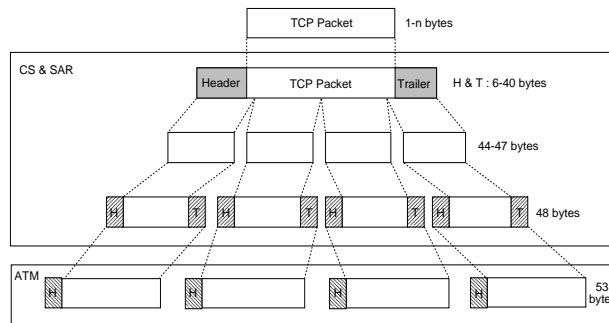 TCP Packet 1-n bytes
CS & SAR
Header TCP Packet Trailer H & T : 6-40 bytes
44-47 bytes
H T H T H T H T 48 bytes
ATM
H H H H 53
byte